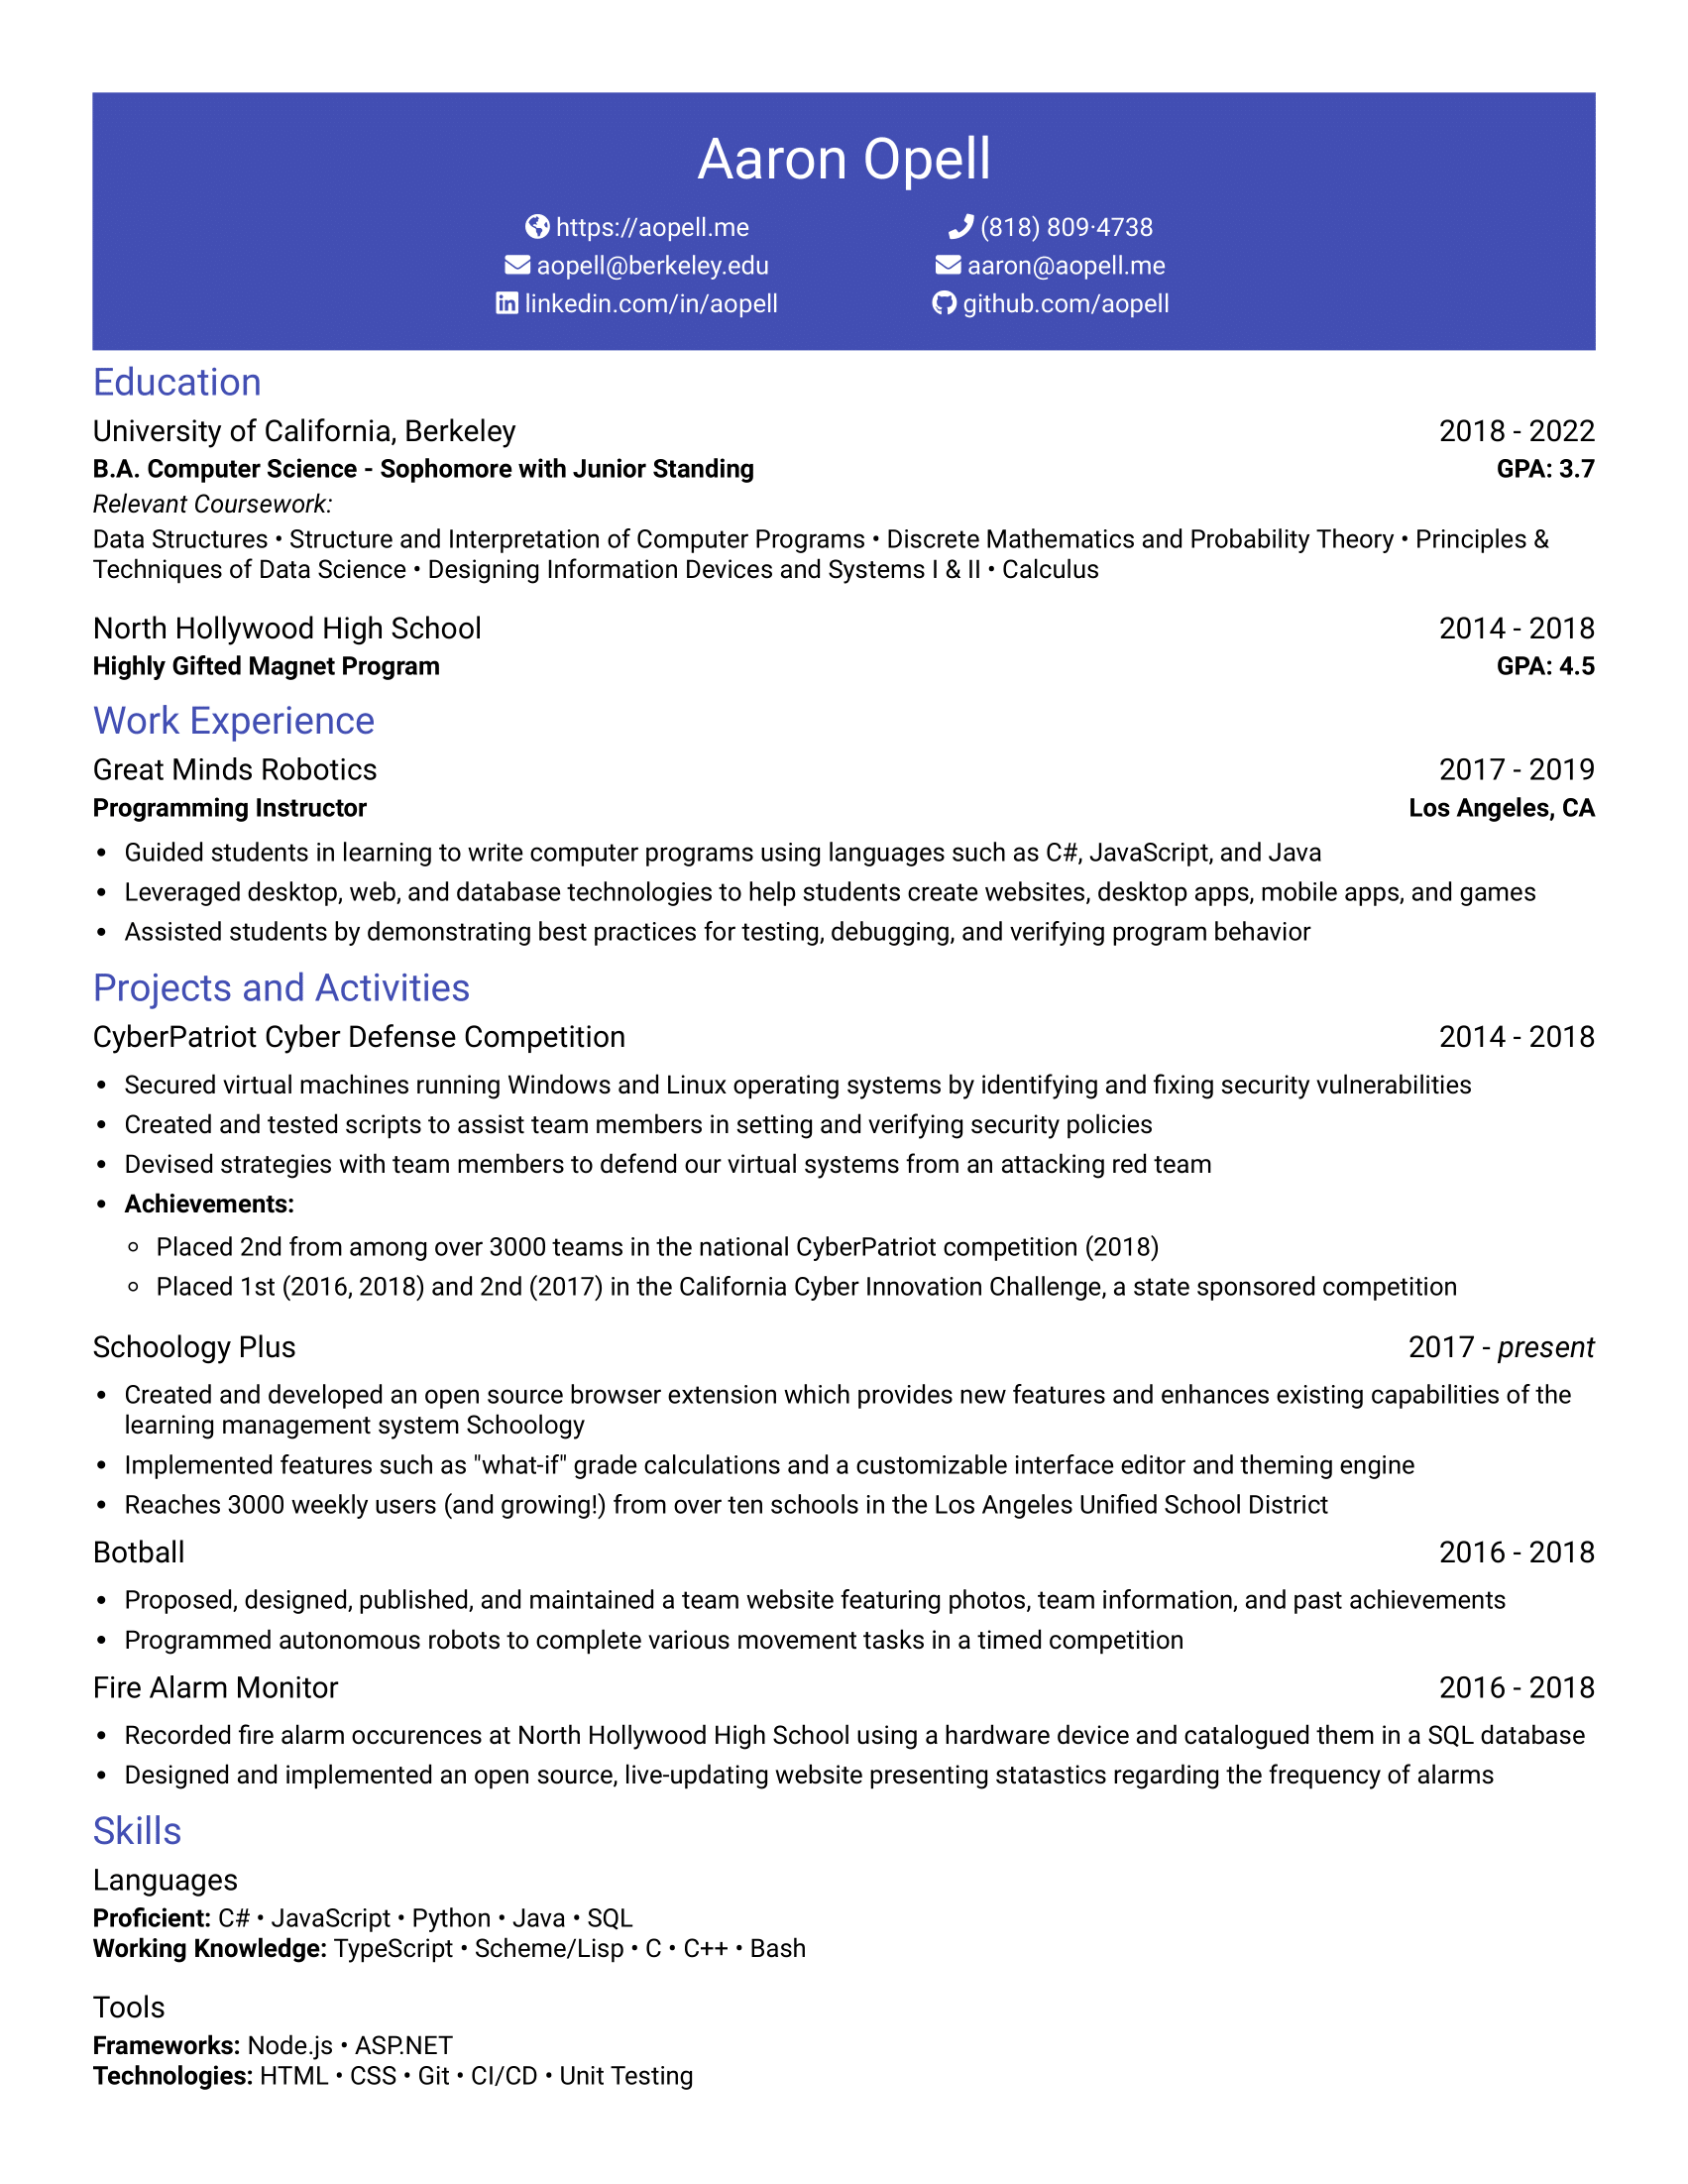 Aaron Opell
https://aopell.me (818) 809·4738
aopell@berkeley.edu aaron@aopell.me
linkedin.com/in/aopell github.com/aopell
Education
University of California, Berkeley 2018 - 2022
B.A. Computer Science - Sophomore with Junior Standing GPA: 3.7
Relevant Coursework:
Data Structures • Structure and Interpretation of Computer Programs • Discrete Mathematics and Probability Theory • Principles &
Techniques of Data Science • Designing Information Devices and Systems I & II • Calculus
North Hollywood High School 2014 - 2018
Highly Gifted Magnet Program GPA: 4.5
Work Experience
Great Minds Robotics 2017 - 2019
Programming Instructor Los Angeles, CA
• Guided students in learning to write computer programs using languages such as C#, JavaScript, and Java
• Leveraged desktop, web, and database technologies to help students create websites, desktop apps, mobile apps, and games
• Assisted students by demonstrating best practices for testing, debugging, and verifying program behavior
Projects and Activities
CyberPatriot Cyber Defense Competition 2014 - 2018
• Secured virtual machines running Windows and Linux operating systems by identifying and fixing security vulnerabilities
• Created and tested scripts to assist team members in setting and verifying security policies
• Devised strategies with team members to defend our virtual systems from an attacking red team
• Achievements:
◦ Placed 2nd from among over 3000 teams in the national CyberPatriot competition (2018)
◦ Placed 1st (2016, 2018) and 2nd (2017) in the California Cyber Innovation Challenge, a state sponsored competition
Schoology Plus 2017 - present
• Created and developed an open source browser extension which provides new features and enhances existing capabilities of the
learning management system Schoology
• Implemented features such as "what-if" grade calculations and a customizable interface editor and theming engine
• Reaches 3000 weekly users (and growing!) from over ten schools in the Los Angeles Unified School District
Botball 2016 - 2018
• Proposed, designed, published, and maintained a team website featuring photos, team information, and past achievements
• Programmed autonomous robots to complete various movement tasks in a timed competition
Fire Alarm Monitor 2016 - 2018
• Recorded fire alarm occurences at North Hollywood High School using a hardware device and catalogued them in a SQL database
• Designed and implemented an open source, live-updating website presenting statastics regarding the frequency of alarms
Skills
Languages
Proficient: C# • JavaScript • Python • Java • SQL
Working Knowledge: TypeScript • Scheme/Lisp • C • C++ • Bash
Tools
Frameworks: Node.js • ASP.NET
Technologies: HTML • CSS • Git • CI/CD • Unit Testing